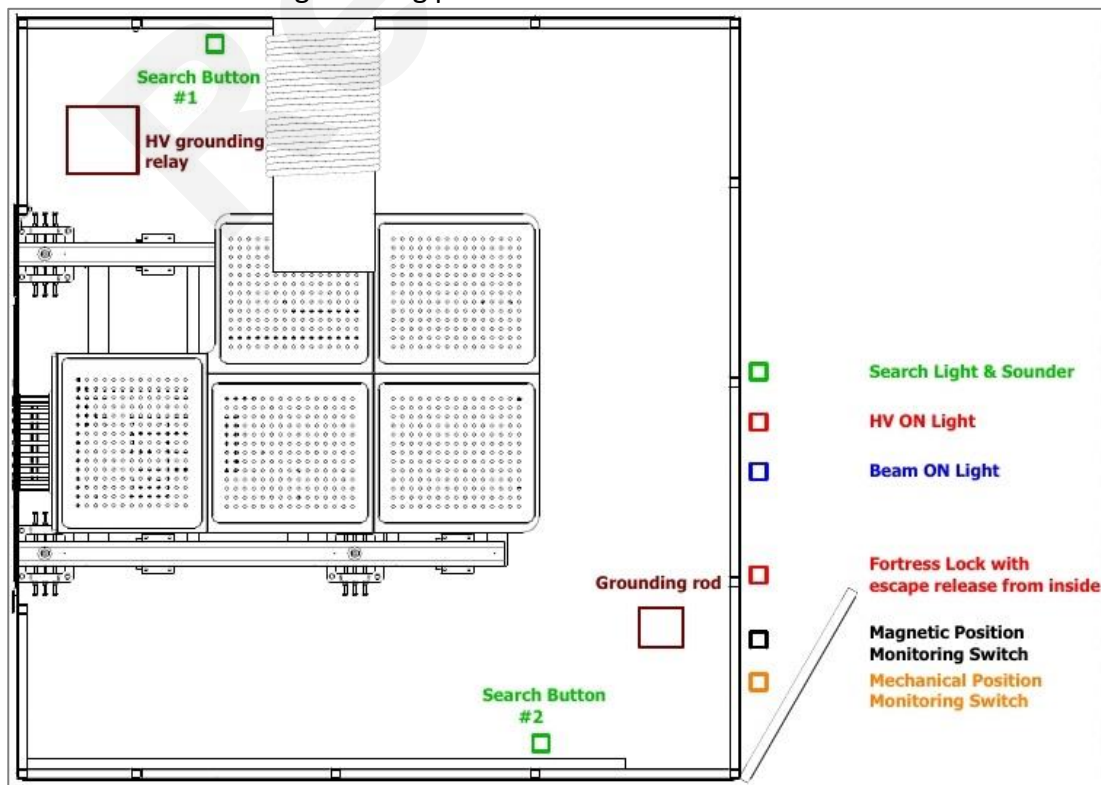 Search Button
#1
HV grounding
relay
Search Light & Sounder
HV ON Light
Beam ON Light
Fortress Lock with
escape release from inside
Grounding rod
Magnetic Position
Monitoring Switch
Mechanical Position
Monitoring Switch
Search Button
#2